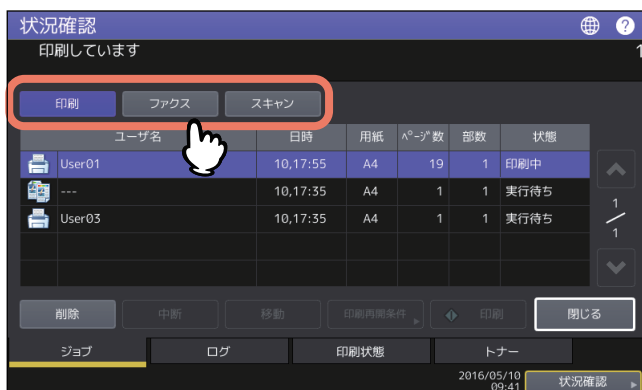 状況確認 ?
印刷しています 1
印刷 ファクス スキャン
ユーザ名 日時 用紙 ﾍﾟｰｼﾞ数 部数 状態
User01 10,17:55 A4 19 1 印刷中
--- 10,17:35 A4 1 1 実行待ち
User03 10,17:35 A4 1 1 実行待ち
1
1
削除 中断 移動 印刷再開条件 印刷 閉じる
ジョブ ログ 印刷状態 トナー
2016/05/10
09:41 状況確認